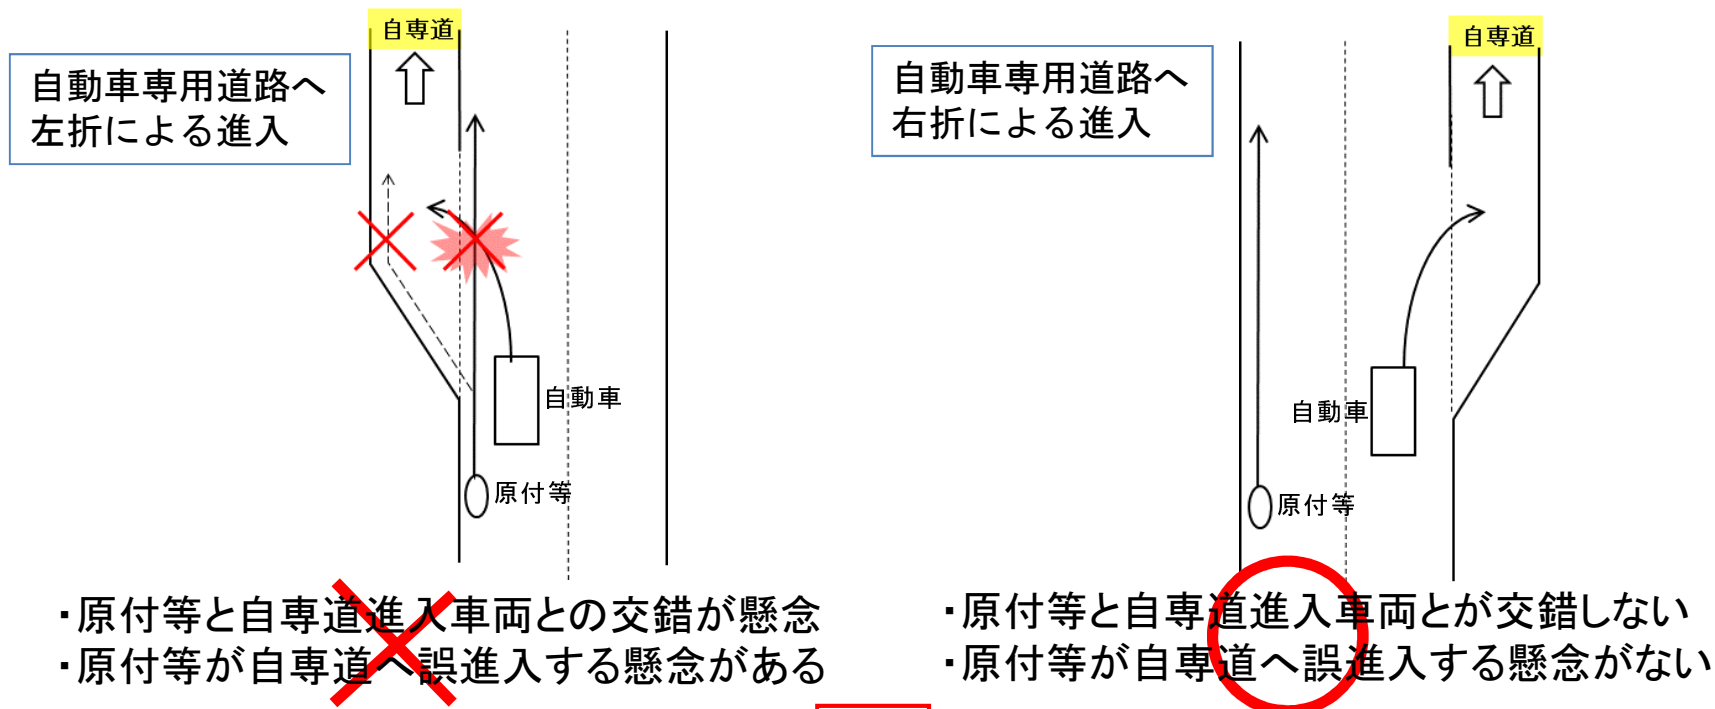 自専道
自動車専用道路へ
左折による進入
自動車
原付等
・原付等と自専道進入車両との交錯が懸念
・原付等が自専道へ誤進入する懸念がある
自専道
自動車専用道路へ
右折による進入
自動車
原付等
・原付等と自専道進入車両とが交錯しない
・原付等が自専道へ誤進入する懸念がない